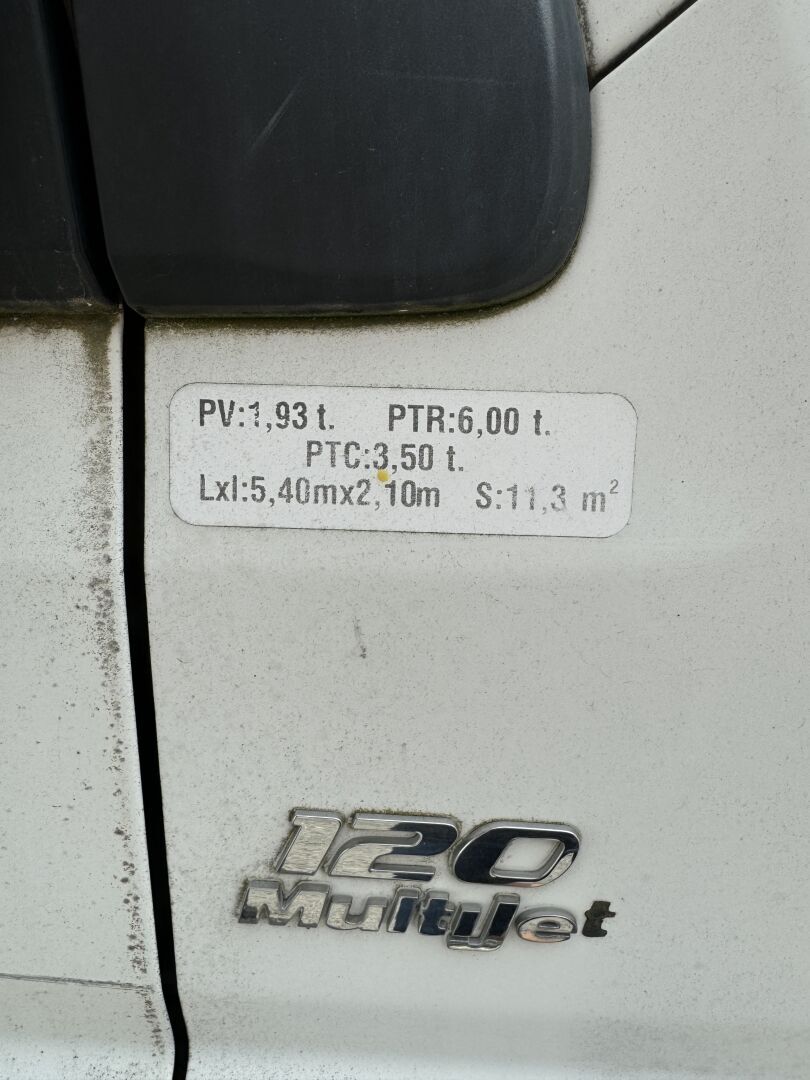 PV:1,93 t. PTR:6,00 t.
PTC:3,50 t.
Lxl:5,40mx2,10m S:11,3 m²
120
MultiJet